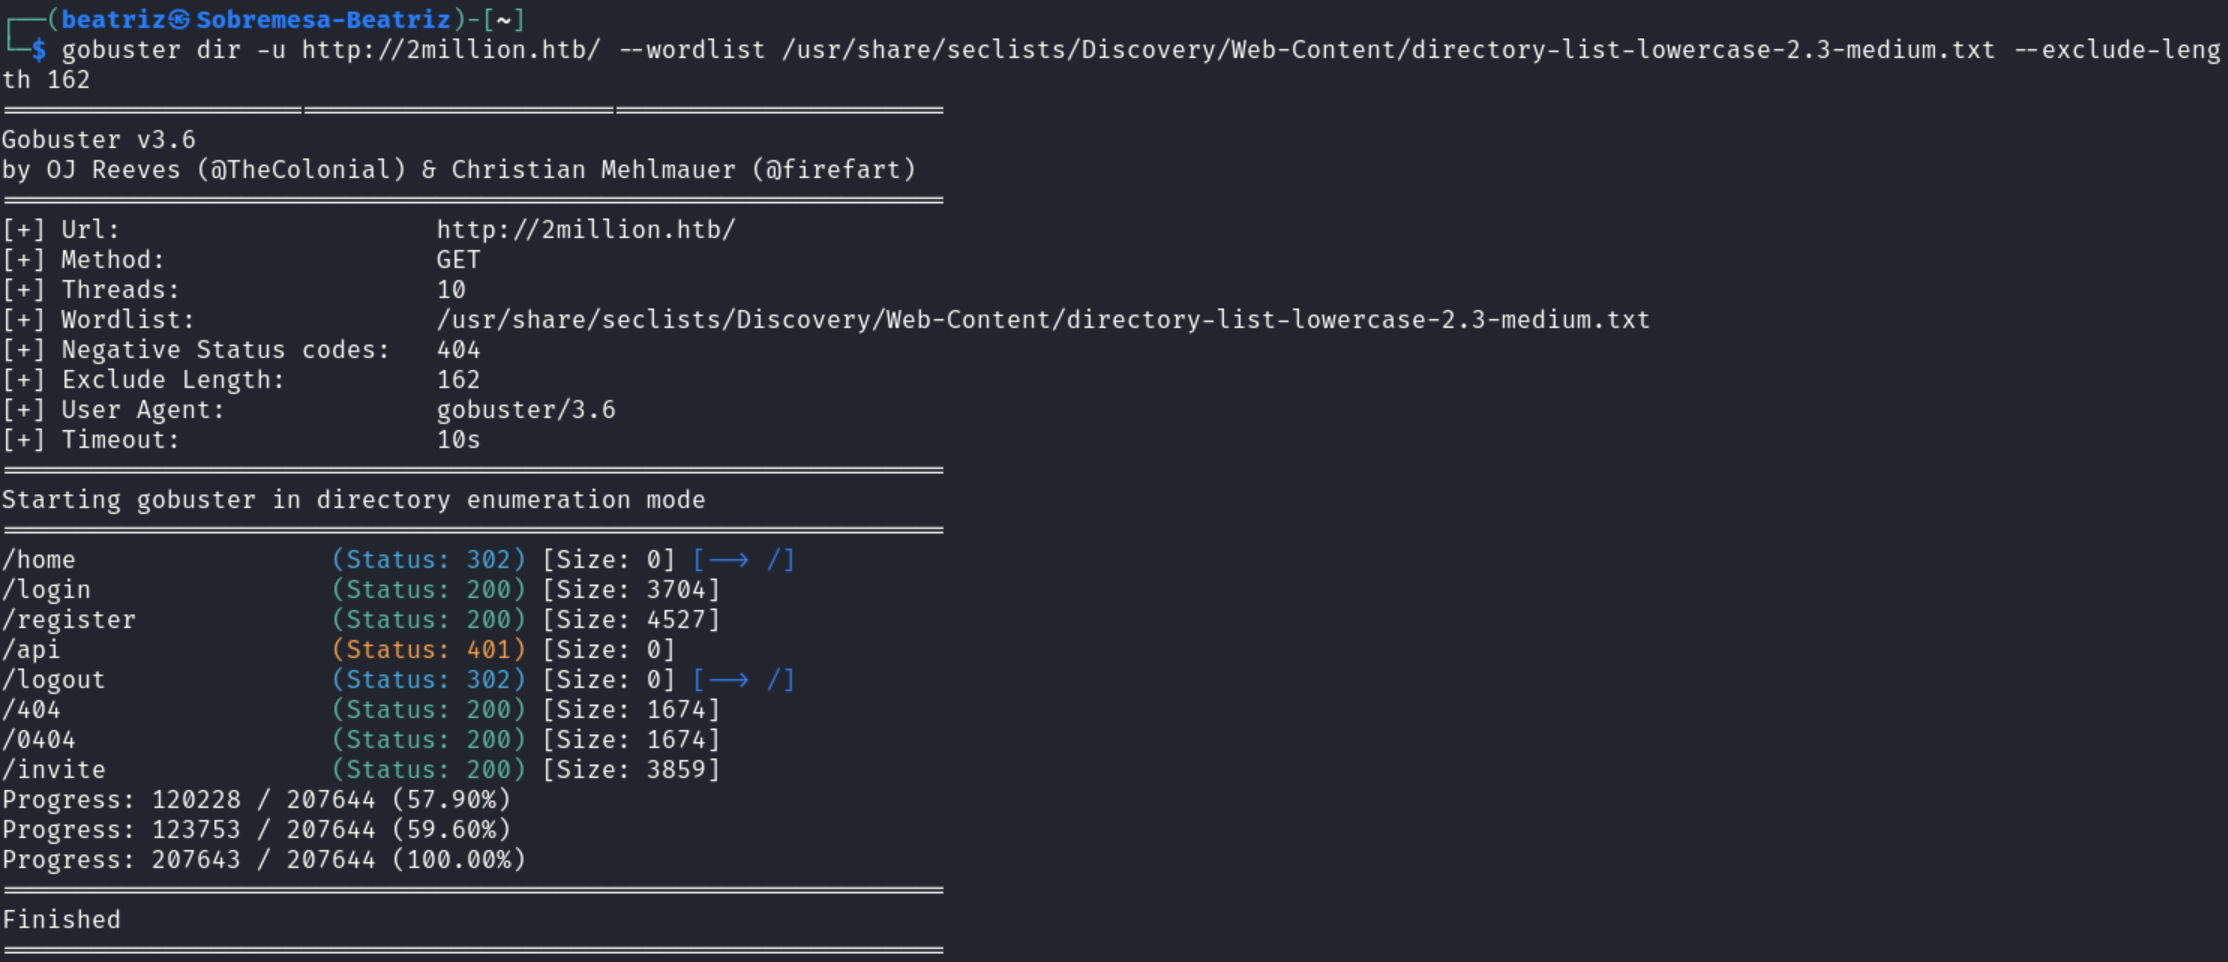 ┌──(beatriz㉿Sobremesa-Beatriz)-[~]
└─$ gobuster dir -u http://2million.htb/ --wordlist /usr/share/seclists/Discovery/Web-Content/directory-list-lowercase-2.3-medium.txt --exclude-leng
th 162
===============================================================
Gobuster v3.6
by OJ Reeves (@TheColonial) & Christian Mehlmauer (@firefart)
===============================================================
[+] Url:                     http://2million.htb/
[+] Method:                  GET
[+] Threads:                 10
[+] Wordlist:                /usr/share/seclists/Discovery/Web-Content/directory-list-lowercase-2.3-medium.txt
[+] Negative Status codes:   404
[+] Exclude Length:          162
[+] User Agent:              gobuster/3.6
[+] Timeout:                 10s
===============================================================
Starting gobuster in directory enumeration mode
===============================================================
/home                 (Status: 302) [Size: 0] [--> /]
/login                (Status: 200) [Size: 3704]
/register             (Status: 200) [Size: 4527]
/api                  (Status: 401) [Size: 0]
/logout               (Status: 302) [Size: 0] [--> /]
/404                  (Status: 200) [Size: 1674]
/0404                 (Status: 200) [Size: 1674]
/invite               (Status: 200) [Size: 3859]
Progress: 120228 / 207644 (57.90%)
Progress: 123753 / 207644 (59.60%)
Progress: 207643 / 207644 (100.00%)
===============================================================
Finished
===============================================================